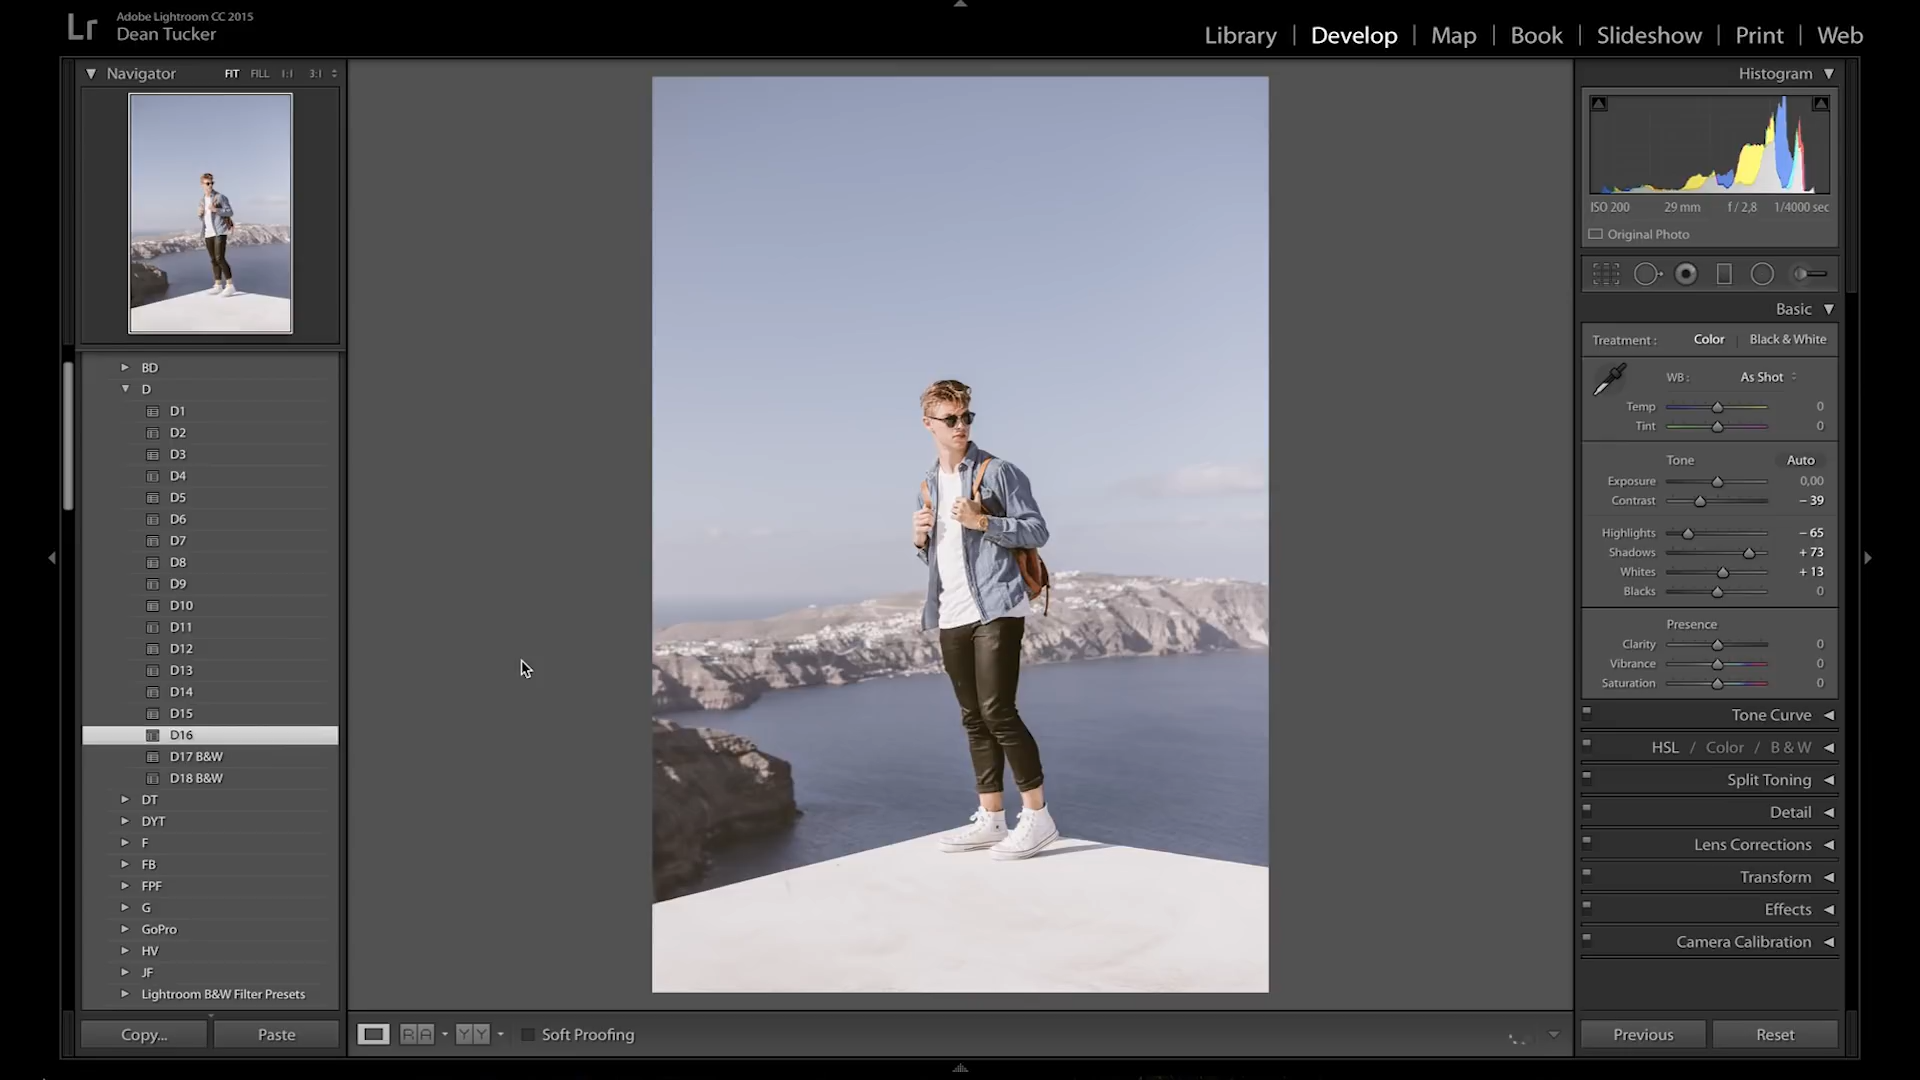 Lr
Adobe Lightroom CC 2015
Dean Tucker
Library | Develop | Map | Book | Slideshow | Print | Web
Navigator FIT FILL 1:1 3:1
BD
D
D1
D2
D3
D4
D5
D6
D7
D8
D9
D10
D11
D12
D13
D14
D15
D16
D17 B&W
D18 B&W
DT
DYT
F
FB
FPF
G
GoPro
HV
JF
Lightroom B&W Filter Presets
Copy... Paste
R A Y Y Soft Proofing
Histogram
ISO 200 29 mm f / 2,8 1/4000 sec
Original Photo
Basic
Treatment : Color | Black & White
WB : As Shot
Temp 0
Tint 0
Tone Auto
Exposure 0,00
Contrast – 39
Highlights – 65
Shadows + 73
Whites + 13
Blacks 0
Presence
Clarity 0
Vibrance 0
Saturation 0
Tone Curve
HSL / Color / B & W
Split Toning
Detail
Lens Corrections
Transform
Effects
Camera Calibration
Previous Reset